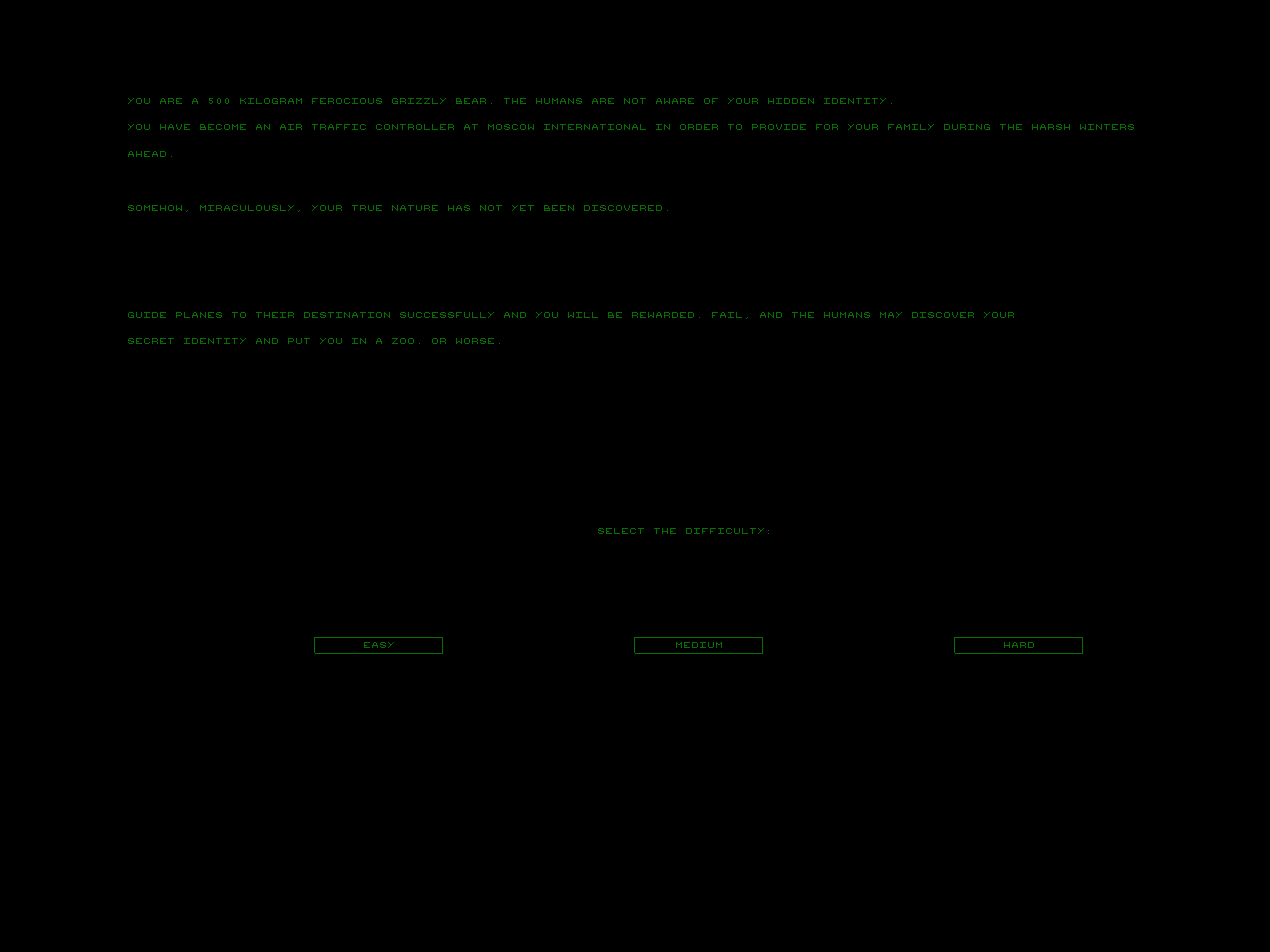 YOU ARE A 500 KILOGRAM FEROCIOUS GRIZZLY BEAR. THE HUMANS ARE NOT AWARE OF YOUR HIDDEN IDENTITY.
YOU HAVE BECOME AN AIR TRAFFIC CONTROLLER AT MOSCOW INTERNATIONAL IN ORDER TO PROVIDE FOR YOUR FAMILY DURING THE HARSH WINTERS
AHEAD.
SOMEHOW, MIRACULOUSLY, YOUR TRUE NATURE HAS NOT YET BEEN DISCOVERED.
GUIDE PLANES TO THEIR DESTINATION SUCCESSFULLY AND YOU WILL BE REWARDED. FAIL, AND THE HUMANS MAY DISCOVER YOUR
SECRET IDENTITY AND PUT YOU IN A ZOO. OR WORSE.
SELECT THE DIFFICULTY:
EASY
MEDIUM
HARD